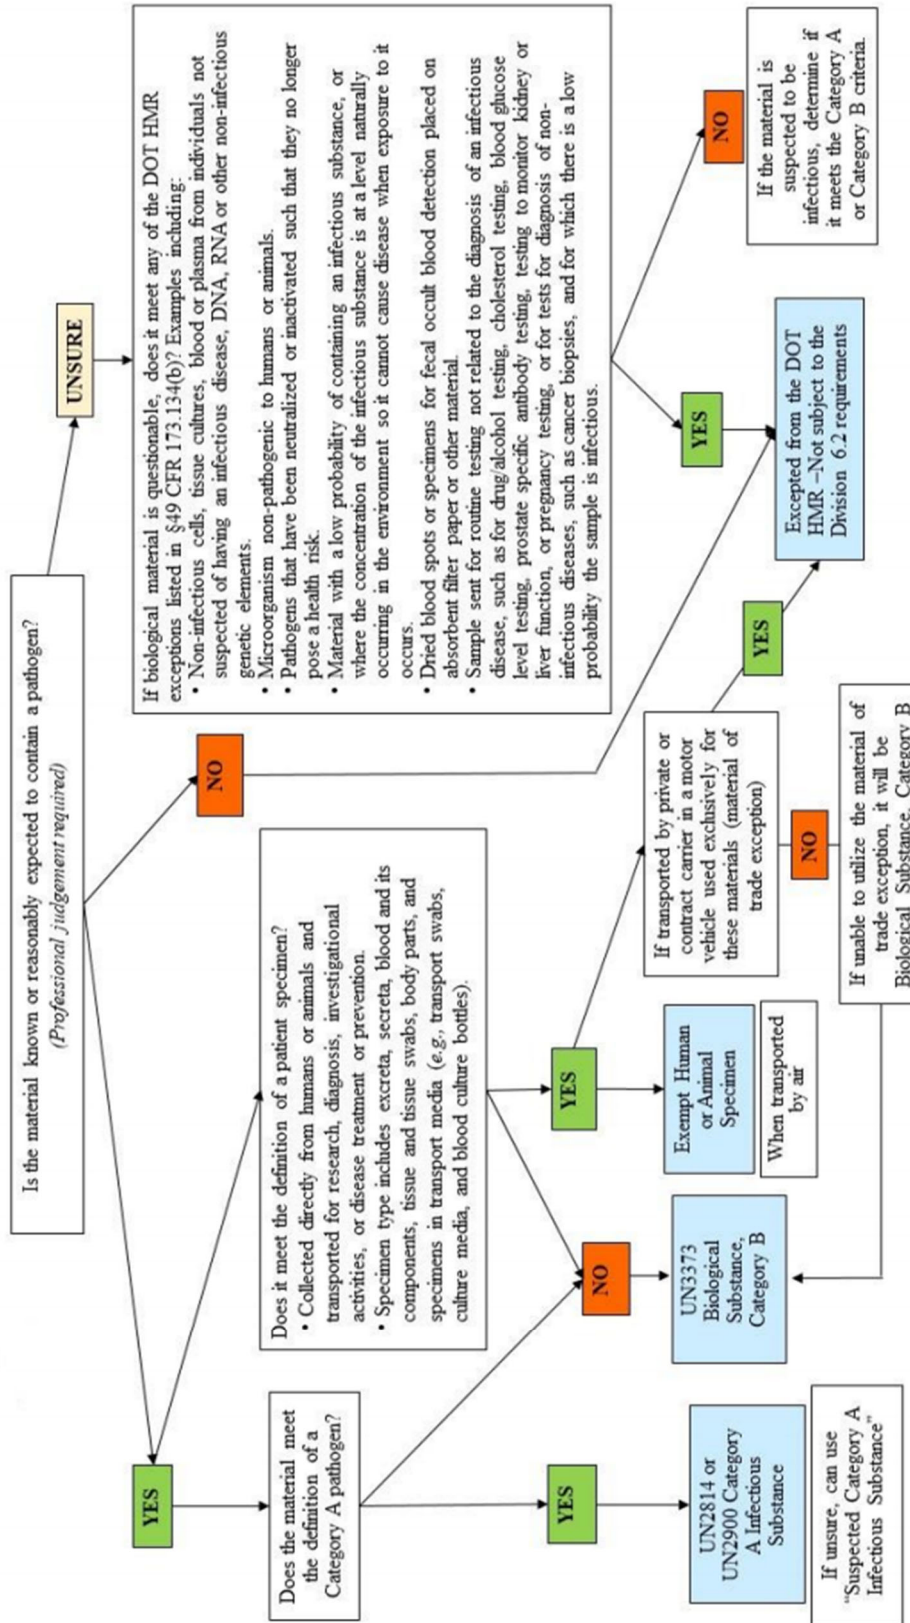 Is the material known or reasonably expected to contain a pathogen?
(Professional judgement required)
YES
NO
UNSURE
Does the material meet
the definition of a
Category A pathogen?
Does it meet the definition of a patient specimen?
• Collected directly from humans or animals and
transported for research, diagnosis, investigational
activities, or disease treatment or prevention.
• Specimen type includes excreta, secreta, blood and its
components, tissue and tissue swabs, body parts, and
specimens in transport media (e.g., transport swabs,
culture media, and blood culture bottles).
If biological material is questionable, does it meet any of the DOT HMR
exceptions listed in §49 CFR 173.134(b)? Examples including:
• Non-infectious cells, tissue cultures, blood or plasma from individuals not
suspected of having an infectious disease, DNA, RNA or other non-infectious
genetic elements.
• Microorganism non-pathogenic to humans or animals.
• Pathogens that have been neutralized or inactivated such that they no longer
pose a health risk.
• Material with a low probability of containing an infectious substance, or
where the concentration of the infectious substance is at a level naturally
occurring in the environment so it cannot cause disease when exposure to it
occurs.
• Dried blood spots or specimens for fecal occult blood detection placed on
absorbent filter paper or other material.
• Sample sent for routine testing not related to the diagnosis of an infectious
disease, such as for drug/alcohol testing, cholesterol testing, blood glucose
level testing, prostate specific antibody testing, testing to monitor kidney or
liver function, or pregnancy testing, or for tests for diagnosis of non-
infectious diseases, such as cancer biopsies, and for which there is a low
probability the sample is infectious.
YES
NO
YES
YES
NO
UN2814 or
UN2900 Category
A Infectious
Substance
If unsure, can use
"Suspected Category A
Infectious Substance"
UN3373
Biological
Substance,
Category B
Exempt Human
or Animal
Specimen
When transported
by air
If transported by private or
contract carrier in a motor
vehicle used exclusively for
these materials (material of
trade exception)
YES
NO
If unable to utilize the material of
trade exception, it will be
Biological Substance, Category B
Excepted from the DOT
HMR –Not subject to the
Division 6.2 requirements
If the material is
suspected to be
infectious, determine if
it meets the Category A
or Category B criteria.